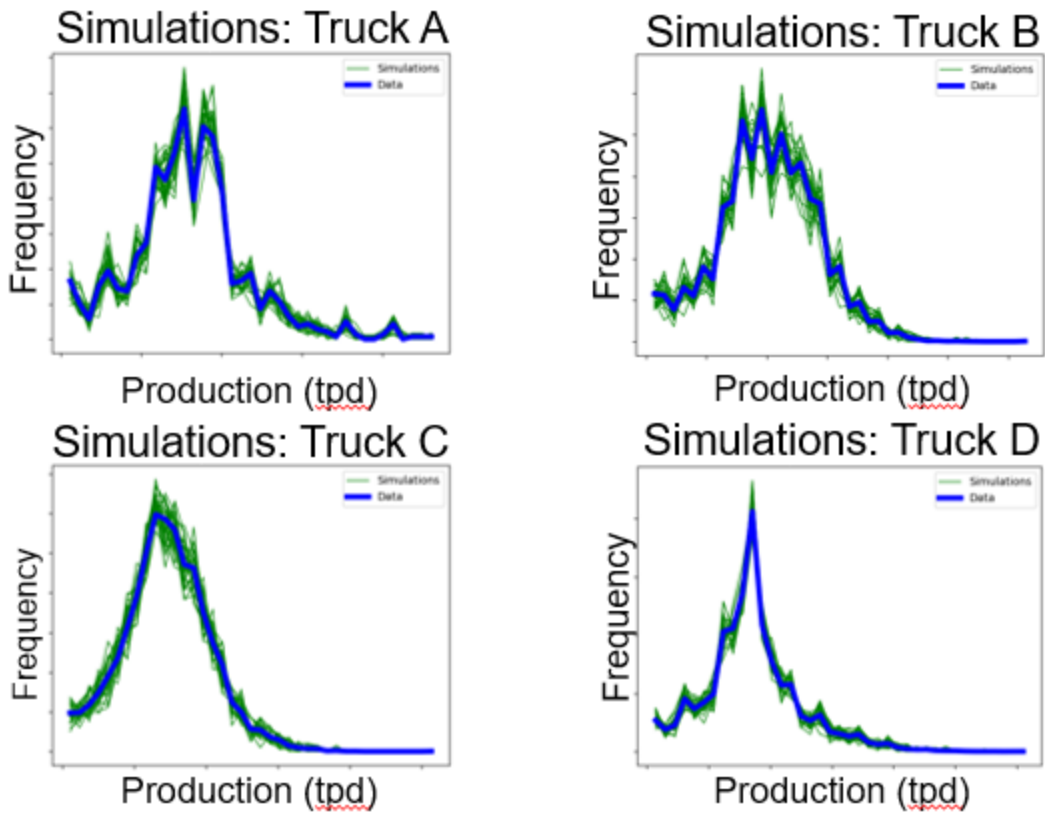 Simulations: Truck A
Simulations
Data
Frequency
Production (tpd)
Simulations: Truck B
Simulations
Data
Frequency
Production (tpd)
Simulations: Truck C
Simulations
Data
Frequency
Production (tpd)
Simulations: Truck D
Simulations
Data
Frequency
Production (tpd)